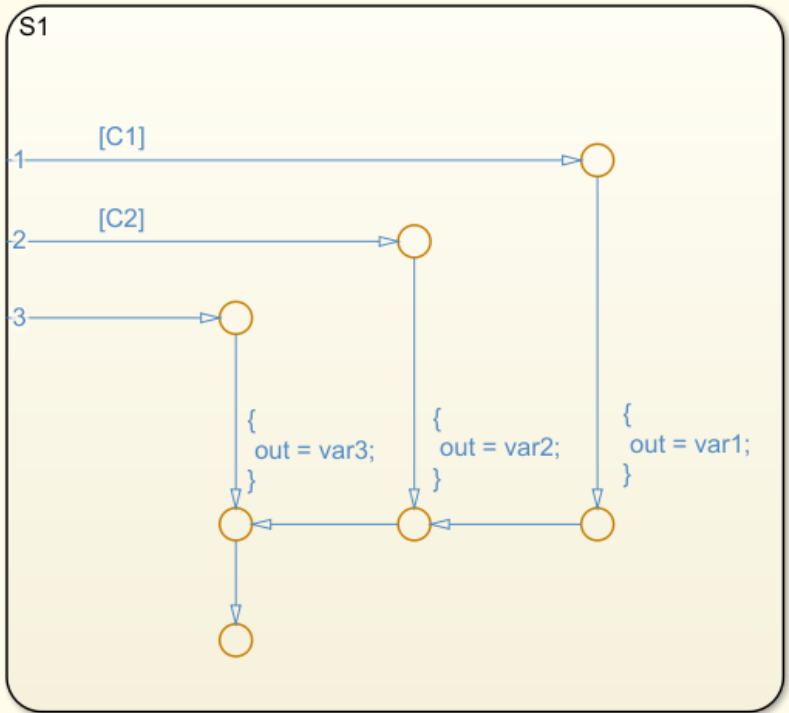 S1
[C1]
1
[C2]
2
3
{
out = var3;
}
{
out = var2;
}
{
out = var1;
}